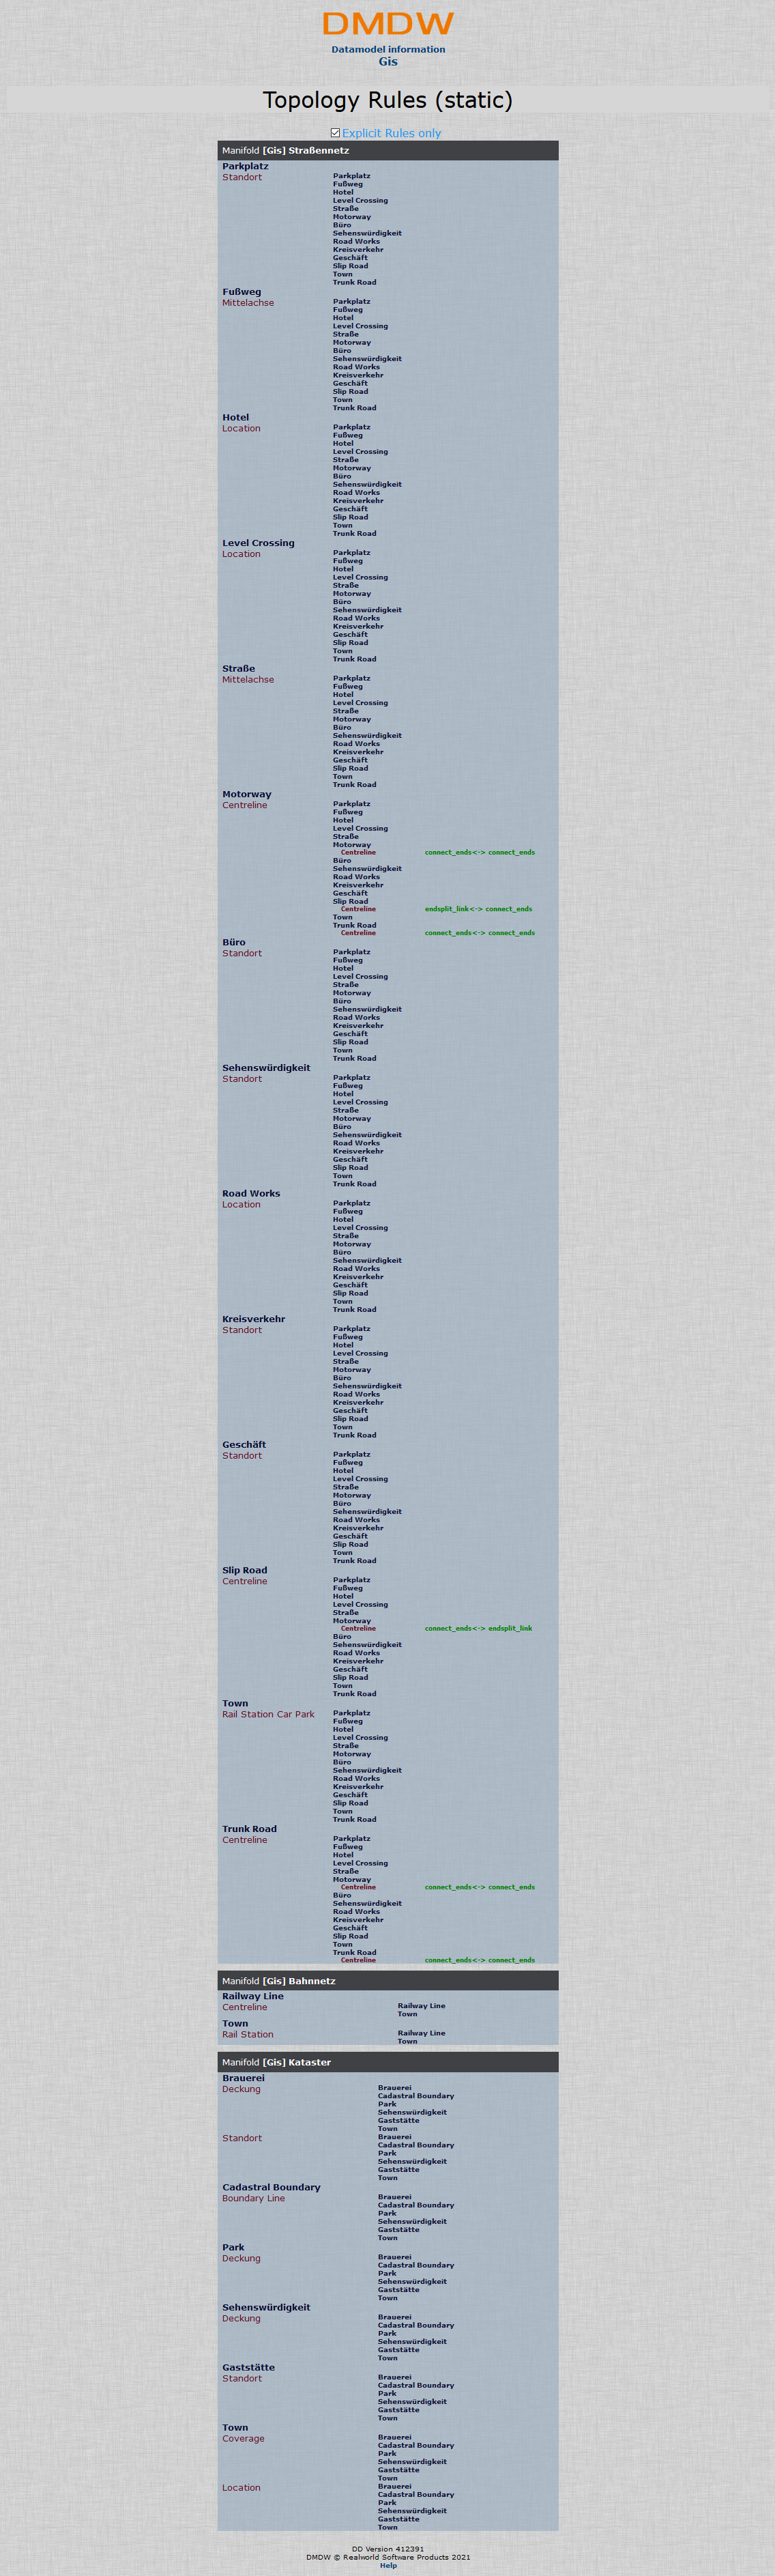 DMDW
Datamodel information
Gis
Topology Rules (static)
Explicit Rules only
Manifold [Gis] Straßennetz
Parkplatz
Standort
Parkplatz
Fußweg
Hotel
Level Crossing
Straße
Motorway
Büro
Sehenswürdigkeit
Road Works
Kreisverkehr
Geschäft
Slip Road
Town
Trunk Road
Fußweg
Mittelachse
Parkplatz
Fußweg
Hotel
Level Crossing
Straße
Motorway
Büro
Sehenswürdigkeit
Road Works
Kreisverkehr
Geschäft
Slip Road
Town
Trunk Road
Hotel
Location
Parkplatz
Fußweg
Hotel
Level Crossing
Straße
Motorway
Büro
Sehenswürdigkeit
Road Works
Kreisverkehr
Geschäft
Slip Road
Town
Trunk Road
Level Crossing
Location
Parkplatz
Fußweg
Hotel
Level Crossing
Straße
Motorway
Büro
Sehenswürdigkeit
Road Works
Kreisverkehr
Geschäft
Slip Road
Town
Trunk Road
Straße
Mittelachse
Parkplatz
Fußweg
Hotel
Level Crossing
Straße
Motorway
Büro
Sehenswürdigkeit
Road Works
Kreisverkehr
Geschäft
Slip Road
Town
Trunk Road
Motorway
Centreline
Parkplatz
Fußweg
Hotel
Level Crossing
Straße
Motorway
Centreline connect_ends<-> connect_ends
Büro
Sehenswürdigkeit
Road Works
Kreisverkehr
Geschäft
Slip Road
Centreline endsplit_link<-> connect_ends
Town
Trunk Road
Centreline connect_ends<-> connect_ends
Büro
Standort
Parkplatz
Fußweg
Hotel
Level Crossing
Straße
Motorway
Büro
Sehenswürdigkeit
Road Works
Kreisverkehr
Geschäft
Slip Road
Town
Trunk Road
Sehenswürdigkeit
Standort
Parkplatz
Fußweg
Hotel
Level Crossing
Straße
Motorway
Büro
Sehenswürdigkeit
Road Works
Kreisverkehr
Geschäft
Slip Road
Town
Trunk Road
Road Works
Location
Parkplatz
Fußweg
Hotel
Level Crossing
Straße
Motorway
Büro
Sehenswürdigkeit
Road Works
Kreisverkehr
Geschäft
Slip Road
Town
Trunk Road
Kreisverkehr
Standort
Parkplatz
Fußweg
Hotel
Level Crossing
Straße
Motorway
Büro
Sehenswürdigkeit
Road Works
Kreisverkehr
Geschäft
Slip Road
Town
Trunk Road
Geschäft
Standort
Parkplatz
Fußweg
Hotel
Level Crossing
Straße
Motorway
Büro
Sehenswürdigkeit
Road Works
Kreisverkehr
Geschäft
Slip Road
Town
Trunk Road
Slip Road
Centreline
Parkplatz
Fußweg
Hotel
Level Crossing
Straße
Motorway
Centreline connect_ends<-> endsplit_link
Büro
Sehenswürdigkeit
Road Works
Kreisverkehr
Geschäft
Slip Road
Town
Trunk Road
Town
Rail Station Car Park
Parkplatz
Fußweg
Hotel
Level Crossing
Straße
Motorway
Büro
Sehenswürdigkeit
Road Works
Kreisverkehr
Geschäft
Slip Road
Town
Trunk Road
Trunk Road
Centreline
Parkplatz
Fußweg
Hotel
Level Crossing
Straße
Motorway
Centreline connect_ends<-> connect_ends
Büro
Sehenswürdigkeit
Road Works
Kreisverkehr
Geschäft
Slip Road
Town
Trunk Road
Centreline connect_ends<-> connect_ends
Manifold [Gis] Bahnnetz
Railway Line
Centreline
Railway Line
Town
Town
Rail Station
Railway Line
Town
Manifold [Gis] Kataster
Brauerei
Deckung
Brauerei
Cadastral Boundary
Park
Sehenswürdigkeit
Gaststätte
Town
Standort
Brauerei
Cadastral Boundary
Park
Sehenswürdigkeit
Gaststätte
Town
Cadastral Boundary
Boundary Line
Brauerei
Cadastral Boundary
Park
Sehenswürdigkeit
Gaststätte
Town
Park
Deckung
Brauerei
Cadastral Boundary
Park
Sehenswürdigkeit
Gaststätte
Town
Sehenswürdigkeit
Deckung
Brauerei
Cadastral Boundary
Park
Sehenswürdigkeit
Gaststätte
Town
Gaststätte
Standort
Brauerei
Cadastral Boundary
Park
Sehenswürdigkeit
Gaststätte
Town
Town
Coverage
Brauerei
Cadastral Boundary
Park
Sehenswürdigkeit
Gaststätte
Town
Location
Brauerei
Cadastral Boundary
Park
Sehenswürdigkeit
Gaststätte
Town
DD Version 412391
DMDW © Realworld Software Products 2021
Help